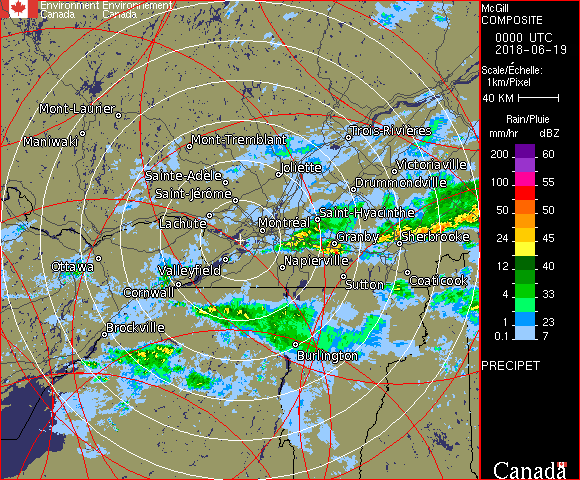 Environment Environnement
Canada Canada
McGill
COMPOSITE
0000 UTC
2018-06-19
Scale/Échelle:
1km/Pixel
40 KM
Rain/Pluie
mm/hr dBZ
200 60
100 55
50 50
24 45
12 40
4 33
1 23
0.1 7
PRECIPET
Canada
Mont-Laurier
Maniwaki
Mont-Tremblant
Trois-Rivières
Joliette
Victoriaville
Sainte-Adèle
Drummondville
Saint-Jérôme
Saint-Hyacinthe
Lachute
Montréal
Granby
Sherbrooke
Ottawa
Valleyfield
Napierville
Cornwall
Sutton
Coaticook
Brockville
Burlington